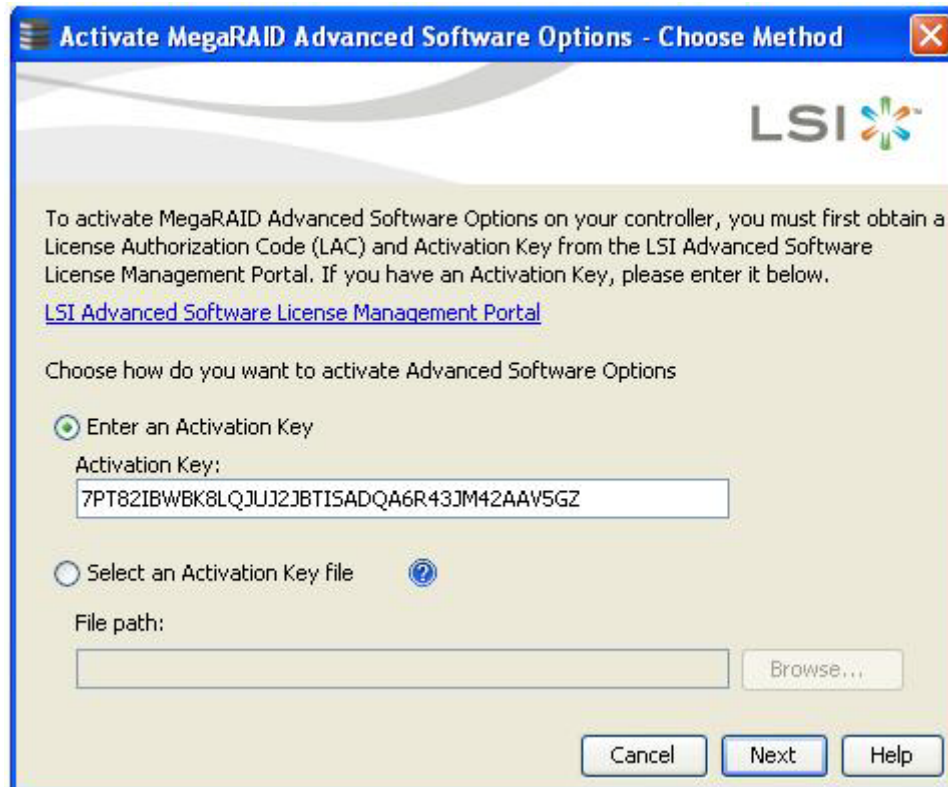 Activate MegaRAID Advanced Software Options - Choose Method
LSI
To activate MegaRAID Advanced Software Options on your controller, you must first obtain a
License Authorization Code (LAC) and Activation Key from the LSI Advanced Software
License Management Portal. If you have an Activation Key, please enter it below.
LSI Advanced Software License Management Portal
Choose how do you want to activate Advanced Software Options
Enter an Activation Key
Activation Key:
7PT82IBWBK8LQJUJ2JBTISADQA6R43JM42AAV5GZ
Select an Activation Key file
File path:
Browse...
Cancel Next Help